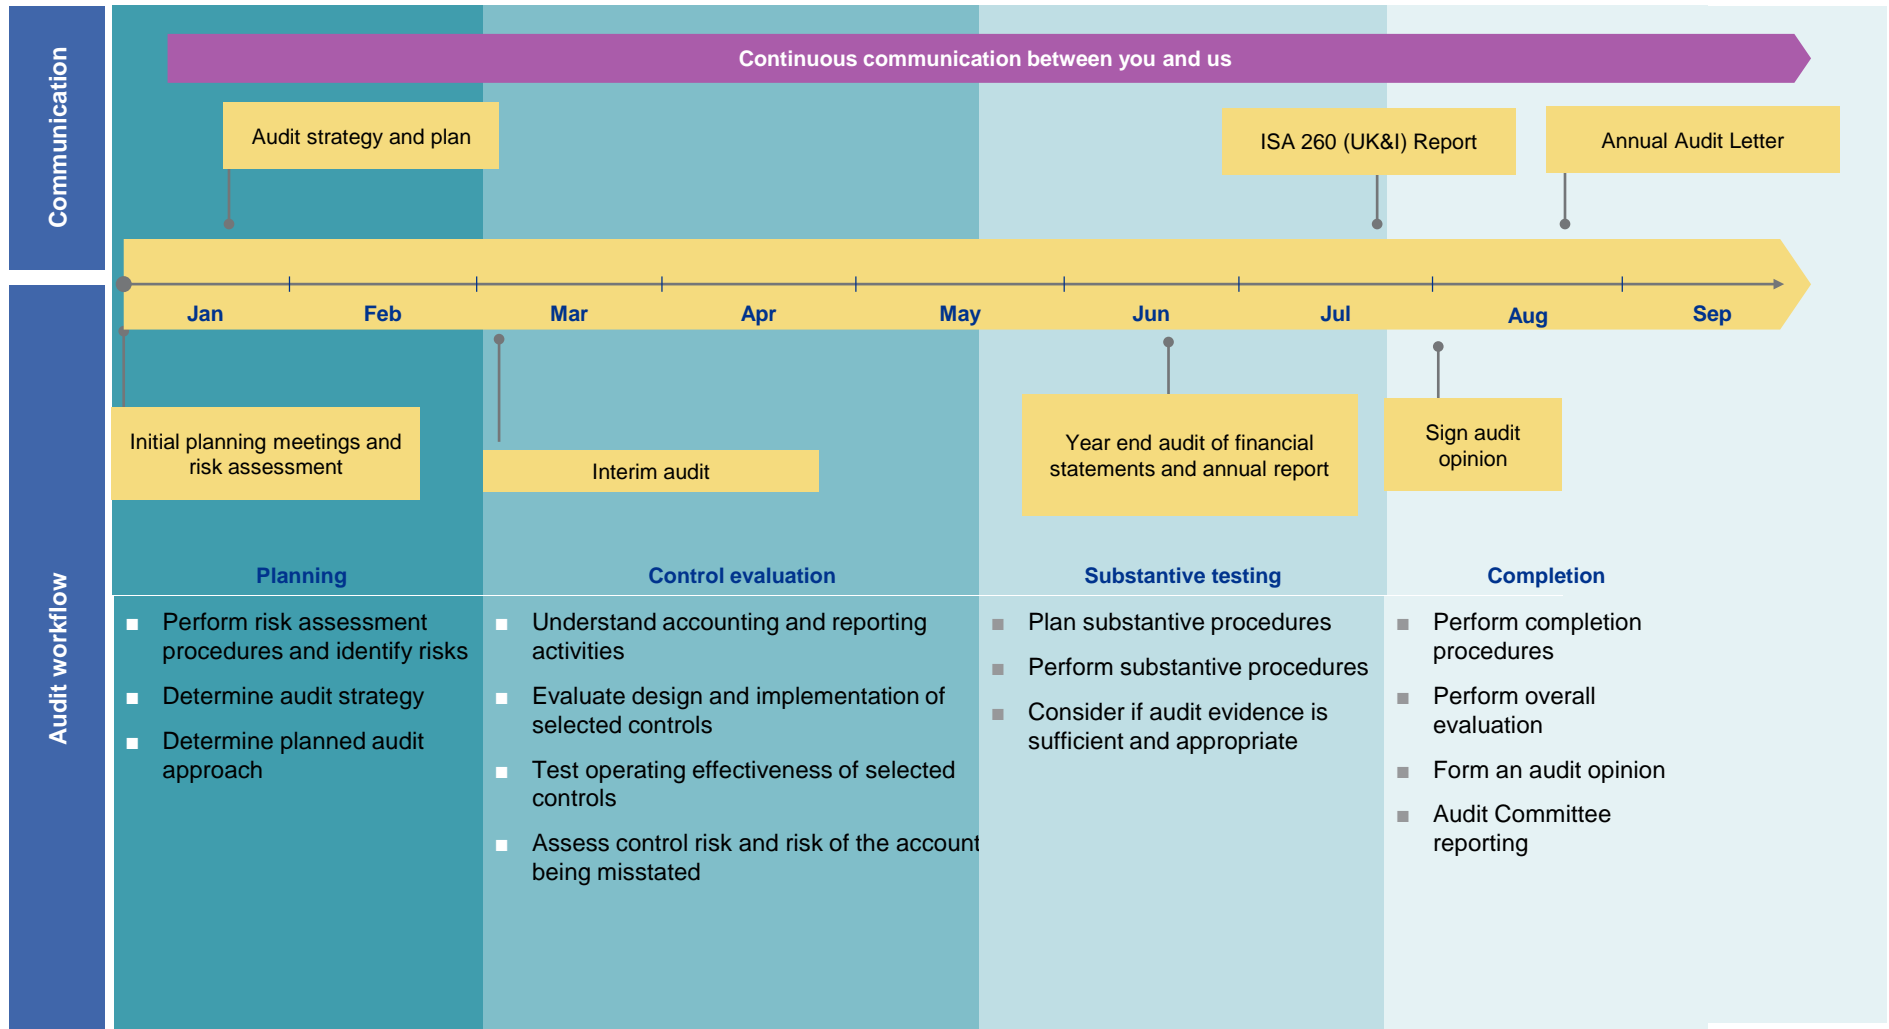 Communication
Continuous communication between you and us
Audit strategy and plan
ISA 260 (UK&I) Report
Annual Audit Letter
Jan
Feb
Mar
Apr
May
Jun
Jul
Aug
Sep
Audit workflow
Initial planning meetings and
risk assessment
Interim audit
Year end audit of financial
statements and annual report
Sign audit
opinion
Planning
■ Perform risk assessment
procedures and identify risks
■ Determine audit strategy
■ Determine planned audit
approach
Control evaluation
■ Understand accounting and reporting
activities
■ Evaluate design and implementation of
selected controls
■ Test operating effectiveness of selected
controls
■ Assess control risk and risk of the account
being misstated
Substantive testing
■ Plan substantive procedures
■ Perform substantive procedures
■ Consider if audit evidence is
sufficient and appropriate
Completion
■ Perform completion
procedures
■ Perform overall
evaluation
■ Form an audit opinion
■ Audit Committee
reporting